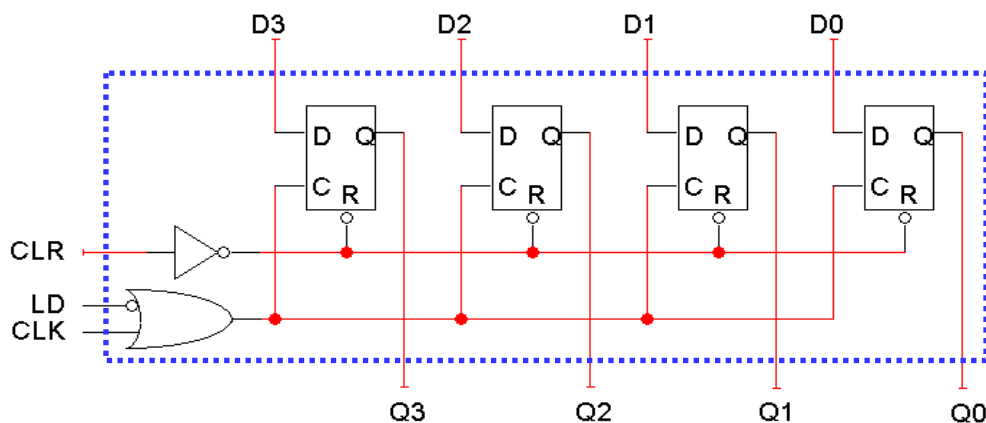 D3 D2 D1 D0
D Q D Q D Q D Q
C R C R C R C R
CLR
LD
CLK
Q3 Q2 Q1 Q0